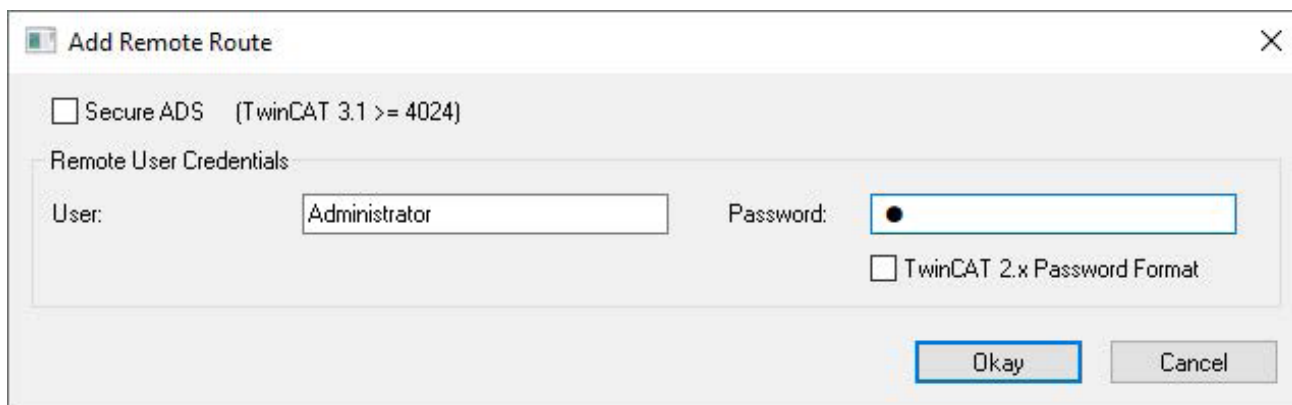 Add Remote Route
Secure ADS (TwinCAT 3.1 >= 4024)
Remote User Credentials
User: Administrator Password: ●
TwinCAT 2.x Password Format
Okay Cancel